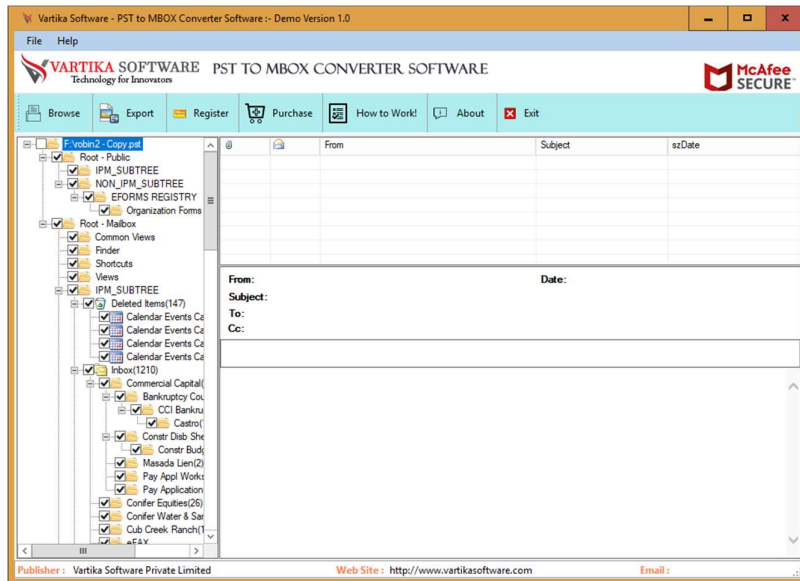 Vartika Software - PST to MBOX Converter Software :- Demo Version 1.0
File Help
VARTIKA SOFTWARE
Technology for Innovators
PST TO MBOX CONVERTER SOFTWARE
McAfee
SECURE
Browse Export Register Purchase How to Work! About Exit
F:\robin2 - Copy.pst
Root - Public
IPM_SUBTREE
NON_IPM_SUBTREE
EFORMS REGISTRY
Organization Forms
Root - Mailbox
Common Views
Finder
Shortcuts
Views
IPM_SUBTREE
Deleted Items(147)
Calendar Events Ca
Calendar Events Ca
Calendar Events Ca
Calendar Events Ca
Inbox(1210)
Commercial Capital(
Bankruptcy Cou
CCI Bankru
Castro(
Constr Disb She
Constr Budg
Masada Lien(2)
Pay Appl Works
Pay Application
Conifer Equities(26)
Conifer Water & San
Cub Creek Ranch(1
eFAX
From Subject szDate
From: Date:
Subject:
To:
Cc:
Publisher : Vartika Software Private Limited Web Site : http://www.vartikasoftware.com Email :